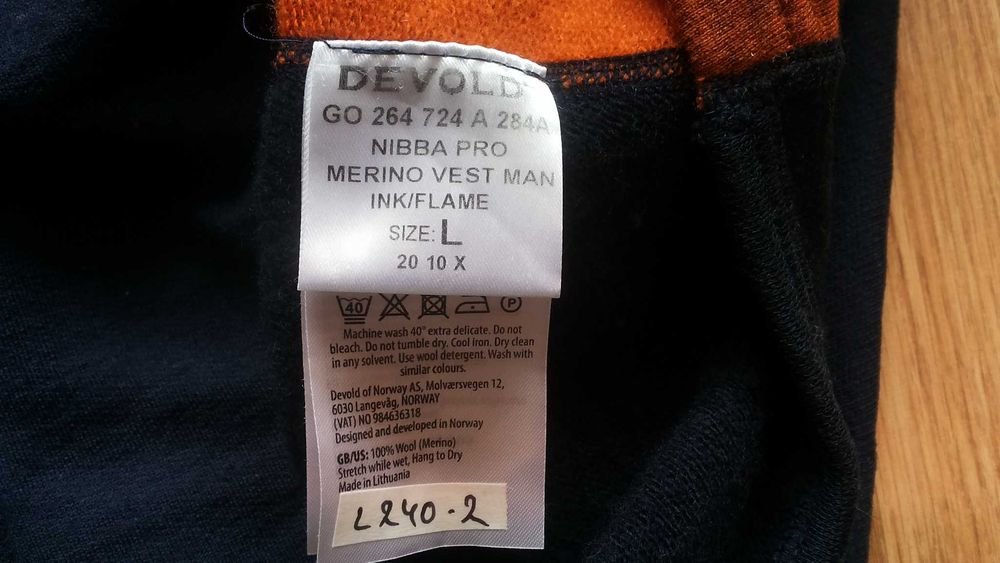 DEVOLD
GO 264 724 A 284A
NIBBA PRO
MERINO VEST MAN
INK/FLAME
SIZE: L
20 10 X
40 P
Machine wash 40° extra delicate. Do not
bleach. Do not tumble dry. Cool iron. Dry clean
in any solvent. Use wool detergent. Wash with
similar colours.
Devold of Norway AS, Molværsvegen 12,
6030 Langevåg, NORWAY
(VAT) NO 984636318
Designed and developed in Norway
GB/US: 100% Wool (Merino)
Stretch while wet, Hang to Dry
Made in Lithuania
L240-2